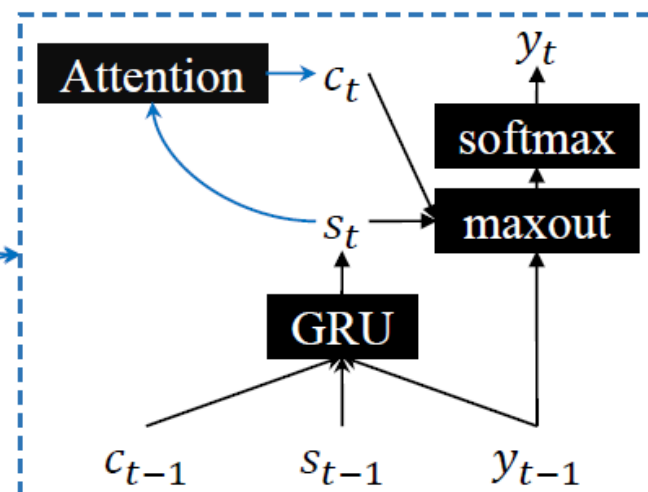 y_t
Attention
c_t
softmax
s_t
maxout
GRU
c_{t-1}
s_{t-1}
y_{t-1}